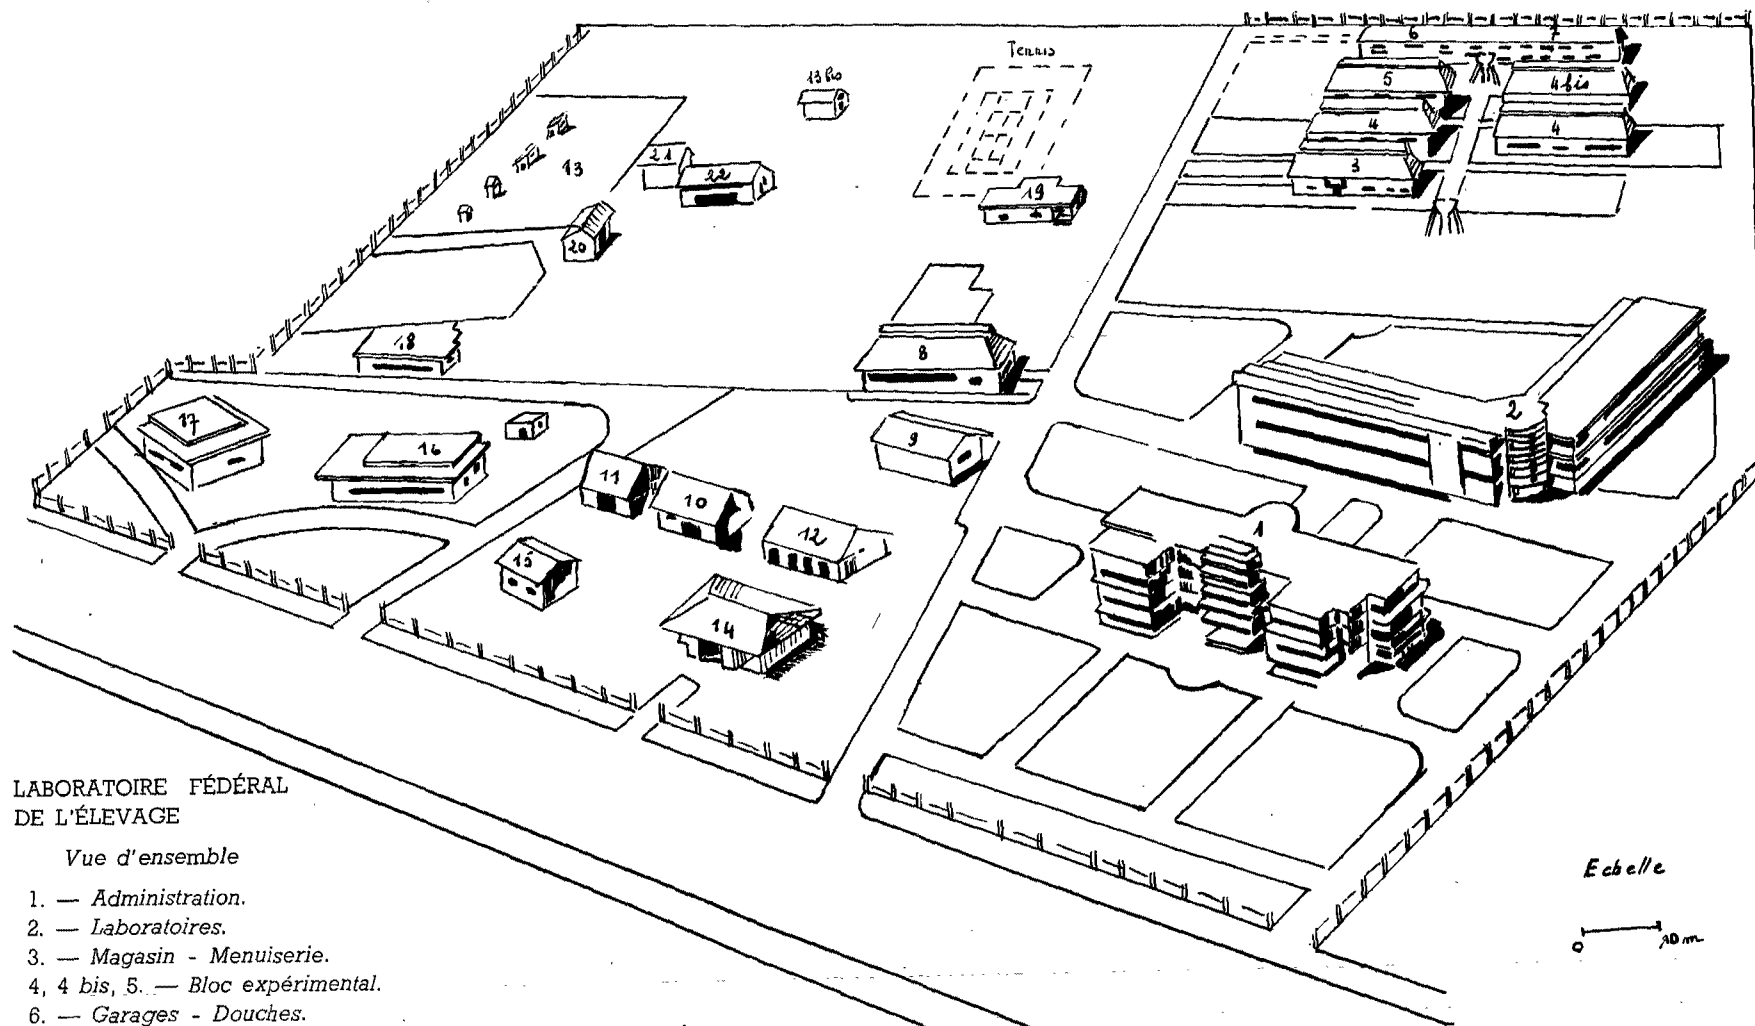 6 7
Tennis
13 bis
5 4 bis
4 4
21
22
13
3
19
20
18
8
17
16
9
2
11
10
12
1
15
14
LABORATOIRE FÉDÉRAL
DE L'ÉLEVAGE
Vue d'ensemble
1. — Administration.
2. — Laboratoires.
3. — Magasin - Menuiserie.
4, 4 bis, 5. — Bloc expérimental.
6. — Garages - Douches.
Echelle
0 10 m